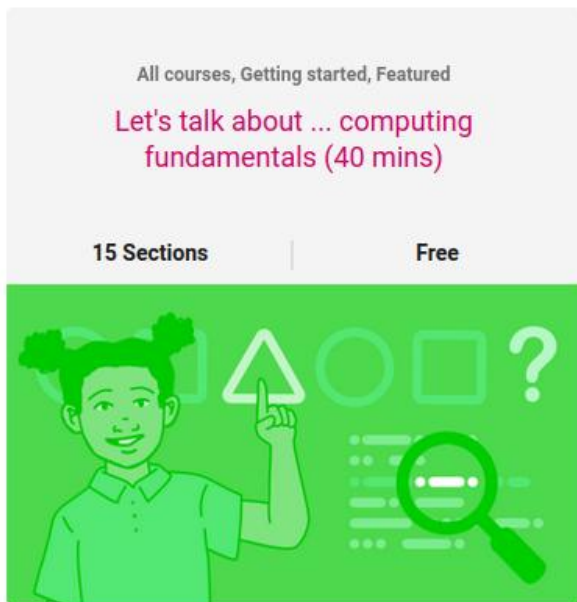 All courses, Getting started, Featured
Let's talk about ... computing
fundamentals (40 mins)
15 Sections
Free
?